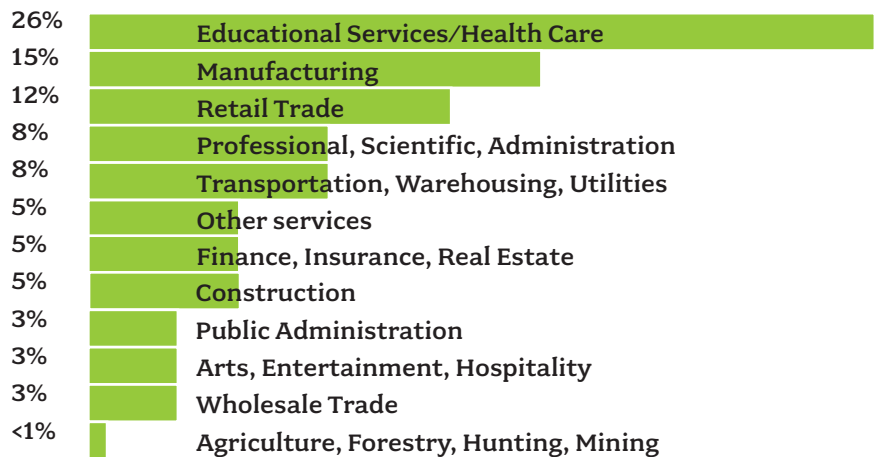 26% Educational Services/Health Care
15% Manufacturing
12% Retail Trade
8% Professional, Scientific, Administration
8% Transportation, Warehousing, Utilities
5% Other services
5% Finance, Insurance, Real Estate
5% Construction
3% Public Administration
3% Arts, Entertainment, Hospitality
3% Wholesale Trade
<1% Agriculture, Forestry, Hunting, Mining